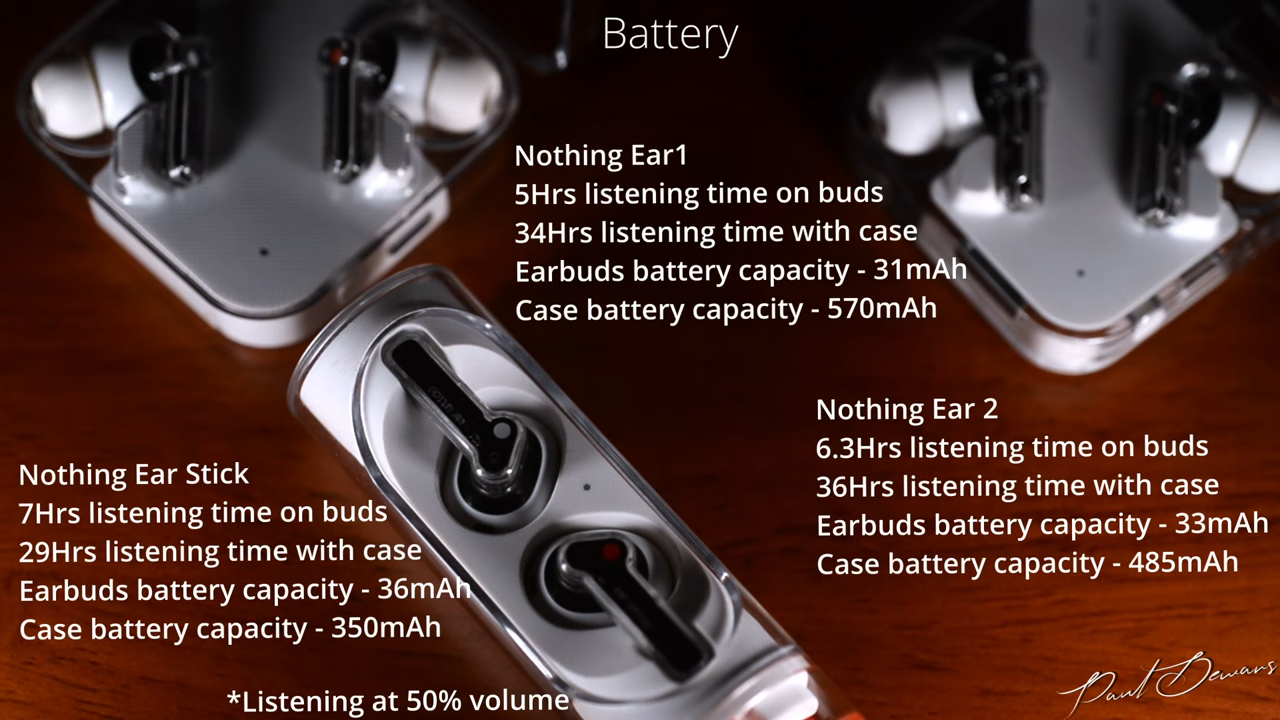 Battery
Nothing Ear1
5Hrs listening time on buds
34Hrs listening time with case
Earbuds battery capacity - 31mAh
Case battery capacity - 570mAh
Nothing Ear 2
6.3Hrs listening time on buds
36Hrs listening time with case
Earbuds battery capacity - 33mAh
Case battery capacity - 485mAh
Nothing Ear Stick
7Hrs listening time on buds
29Hrs listening time with case
Earbuds battery capacity - 36mAh
Case battery capacity - 350mAh
*Listening at 50% volume
Paul